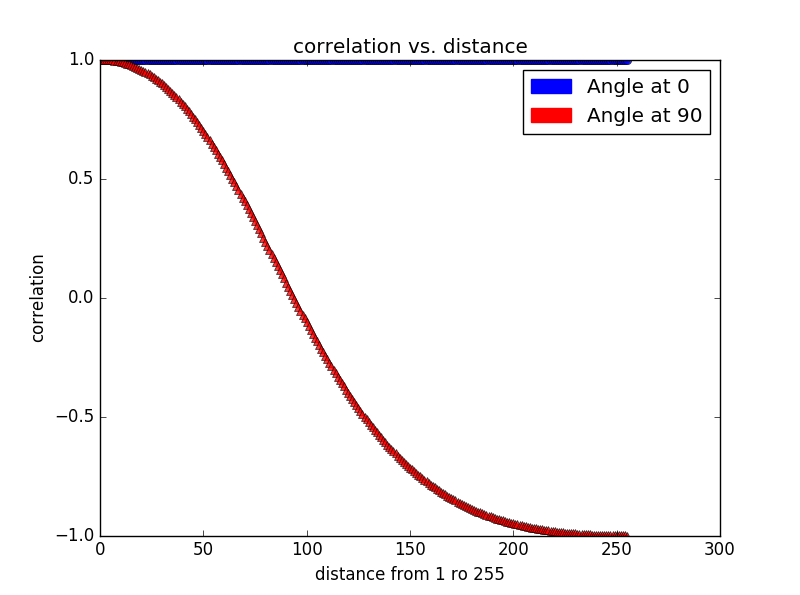 correlation vs. distance
1.0
0.5
0.0
−0.5
−1.0
correlation
Angle at 0
Angle at 90
0 50 100 150 200 250 300
distance from 1 ro 255